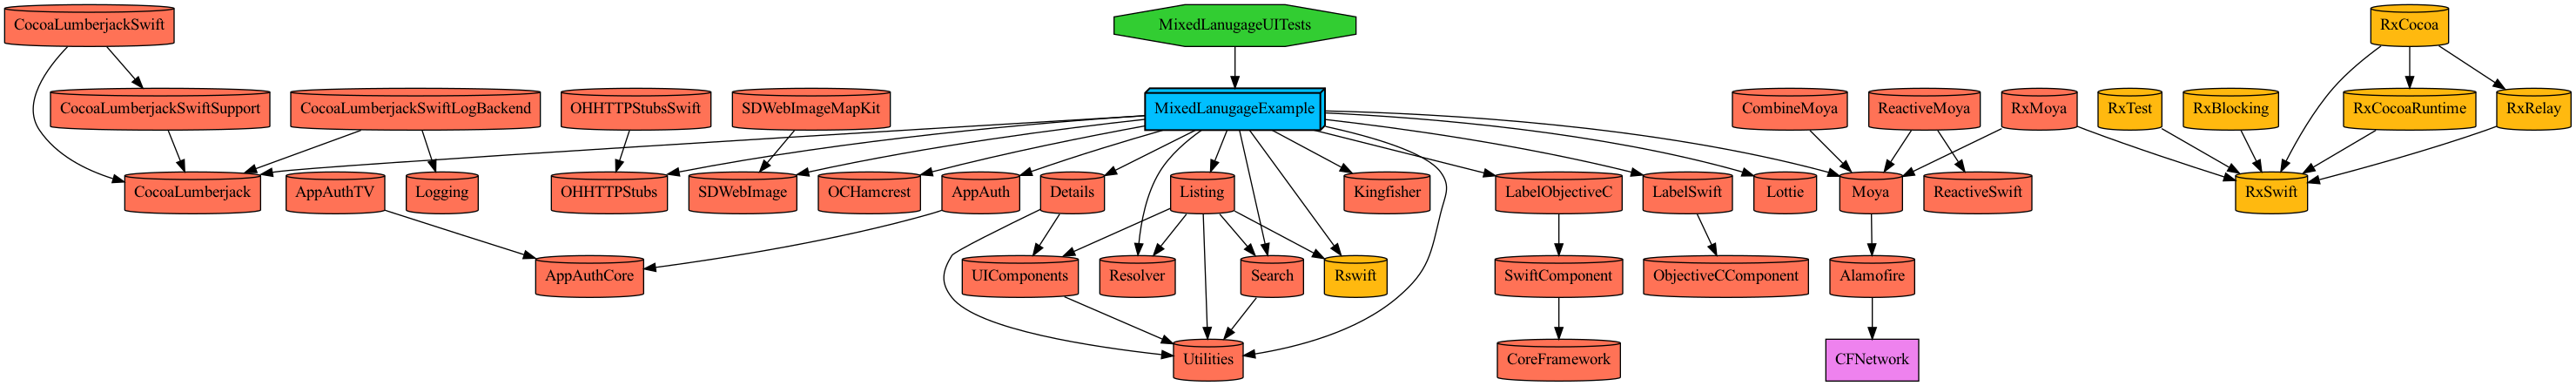 CocoaLumberjackSwift
MixedLanugageUITests
RxCocoa
CocoaLumberjackSwiftSupport
CocoaLumberjackSwiftLogBackend
OHHTTPStubsSwift
SDWebImageMapKit
MixedLanugageExample
CombineMoya
ReactiveMoya
RxMoya
RxTest
RxBlocking
RxCocoaRuntime
RxRelay
CocoaLumberjack
AppAuthTV
Logging
OHHTTPStubs
SDWebImage
OCHamcrest
AppAuth
Details
Listing
Kingfisher
LabelObjectiveC
LabelSwift
Lottie
Moya
ReactiveSwift
RxSwift
AppAuthCore
UIComponents
Resolver
Search
Rswift
SwiftComponent
ObjectiveCComponent
Alamofire
Utilities
CoreFramework
CFNetwork